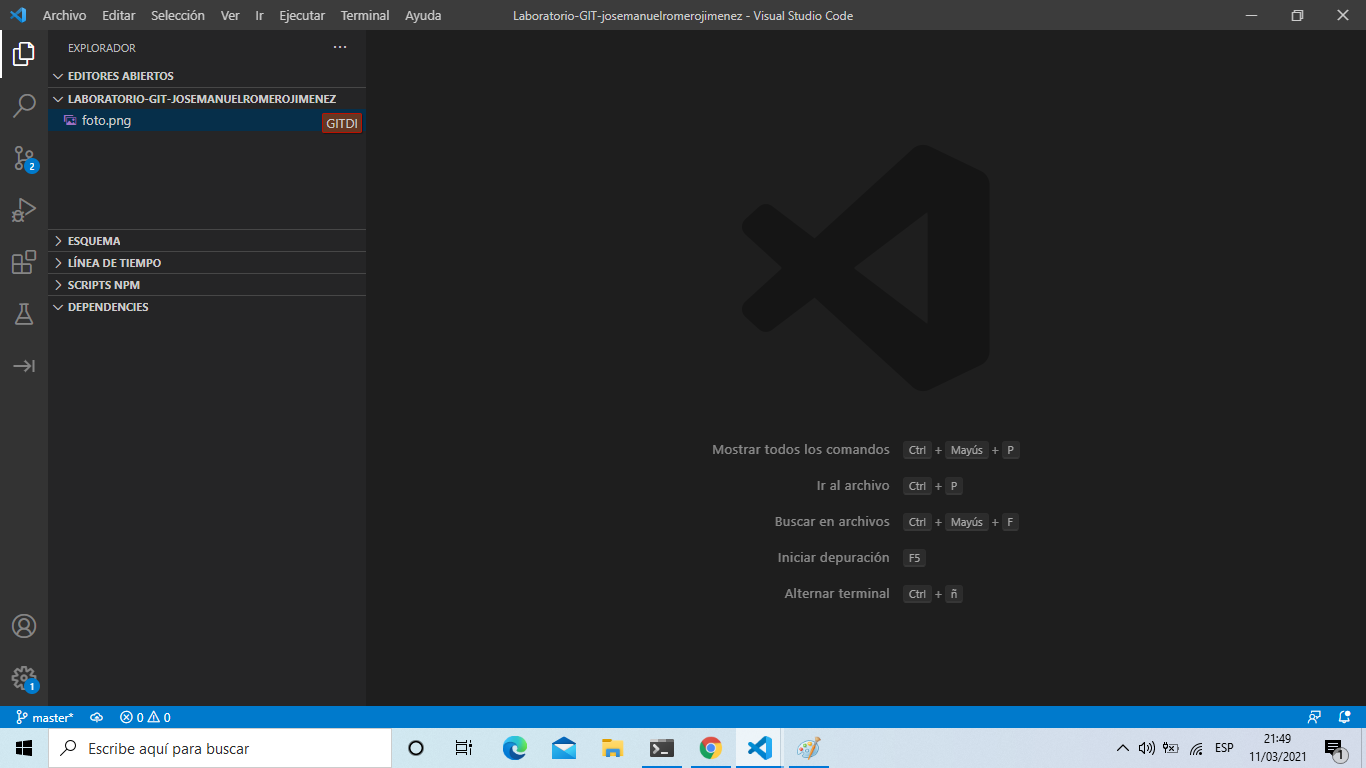 Archivo Editar Selección Ver Ir Ejecutar Terminal Ayuda
Laboratorio-GIT-josemanuelromerojimenez - Visual Studio Code
EXPLORADOR
EDITORES ABIERTOS
LABORATORIO-GIT-JOSEMANUELROMEROJIMENEZ
foto.png
GITDI
2
ESQUEMA
LÍNEA DE TIEMPO
SCRIPTS NPM
DEPENDENCIES
Mostrar todos los comandos Ctrl + Mayús + P
Ir al archivo Ctrl + P
Buscar en archivos Ctrl + Mayús + F
Iniciar depuración F5
Alternar terminal Ctrl + ñ
1
master* 0 0
Escribe aquí para buscar
ESP
21:49
11/03/2021
1